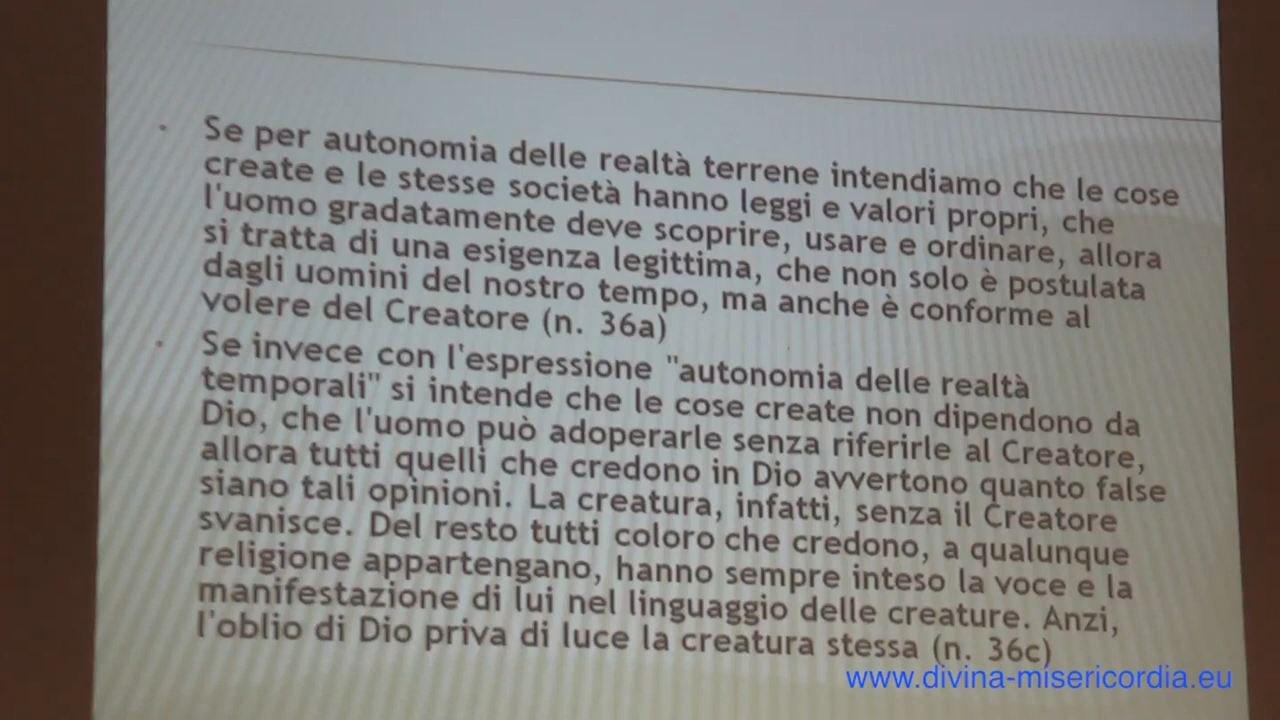 • Se per autonomia delle realtà terrene intendiamo che le cose
create e le stesse società hanno leggi e valori propri, che
l'uomo gradatamente deve scoprire, usare e ordinare, allora
si tratta di una esigenza legittima, che non solo è postulata
dagli uomini del nostro tempo, ma anche è conforme al
volere del Creatore (n. 36a)
• Se invece con l'espressione "autonomia delle realtà
temporali" si intende che le cose create non dipendono da
Dio, che l'uomo può adoperarle senza riferirle al Creatore,
allora tutti quelli che credono in Dio avvertono quanto false
siano tali opinioni. La creatura, infatti, senza il Creatore
svanisce. Del resto tutti coloro che credono, a qualunque
religione appartengano, hanno sempre inteso la voce e la
manifestazione di lui nel linguaggio delle creature. Anzi,
l'oblio di Dio priva di luce la creatura stessa (n. 36c)
www.divina-misericordia.eu